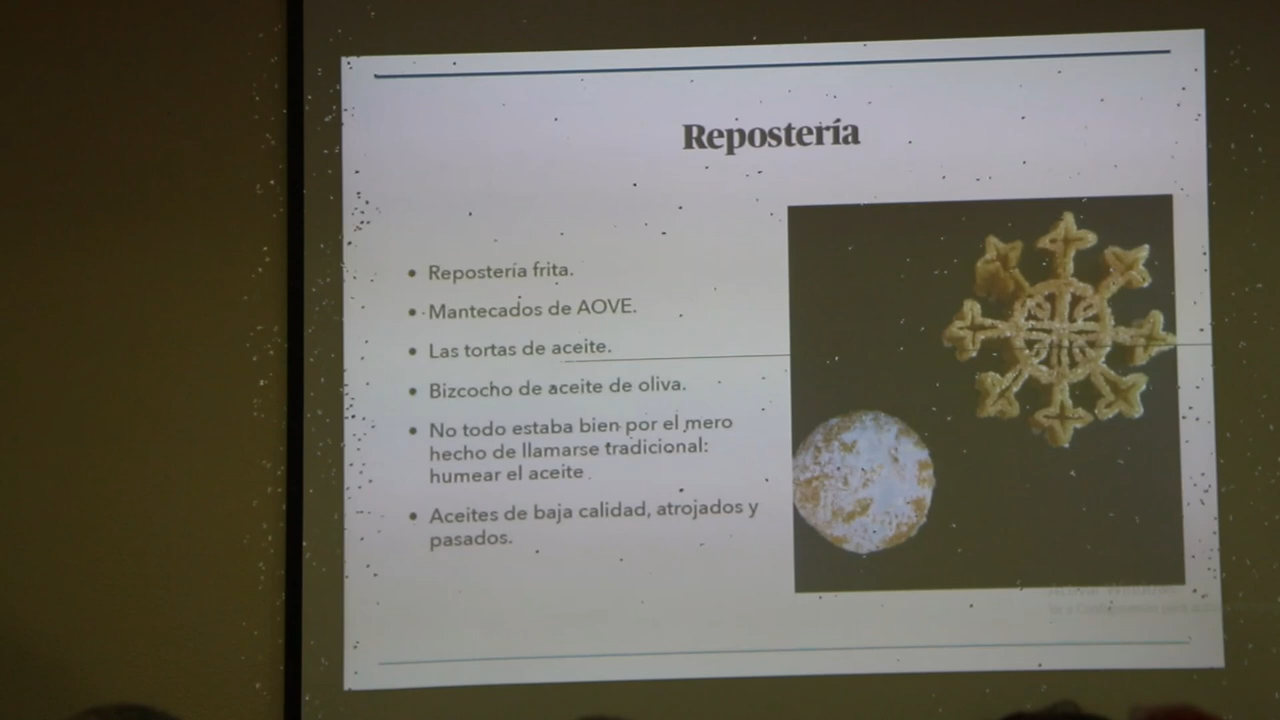 Repostería
• Repostería frita.
• Mantecados de AOVE.
• Las tortas de aceite.
• Bizcocho de aceite de oliva.
• No todo estaba bien por el mero
hecho de llamarse tradicional:
humear el aceite
• Aceites de baja calidad, atrojados y
pasados.